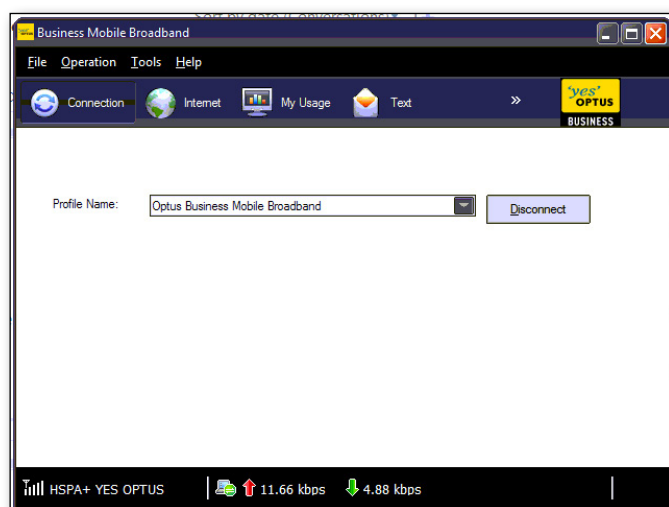 Business Mobile Broadband
File Operation Tools Help
Connection Internet My Usage Text »
'yes'
OPTUS
BUSINESS
Profile Name: Optus Business Mobile Broadband Disconnect
HSPA+ YES OPTUS 11.66 kbps 4.88 kbps